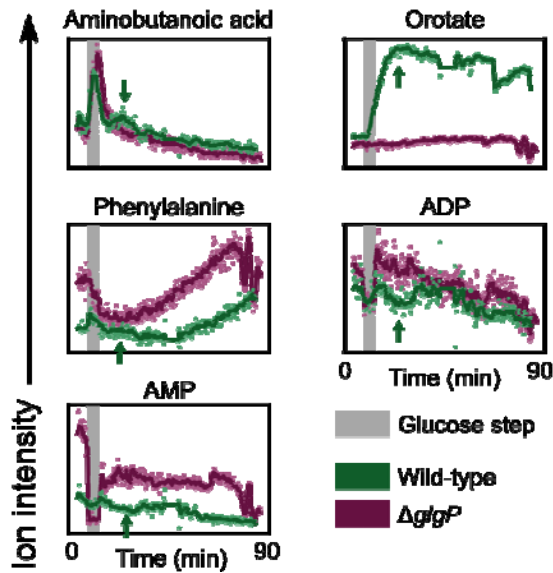 Aminobutanoic acid
Orotate
Phenylalanine
ADP
0 Time (min) 90
AMP
0 Time (min) 90
Ion intensity
Glucose step
Wild-type
ΔglgP